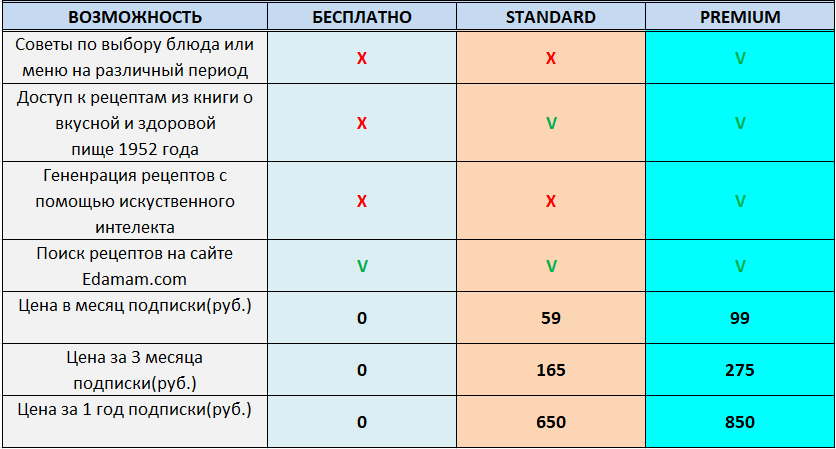 ВОЗМОЖНОСТЬ БЕСПЛАТНО STANDARD PREMIUM
Советы по выбору блюда или
меню на различный период
X X V
Доступ к рецептам из книги о
вкусной и здоровой
пище 1952 года
X V V
Гененрация рецептов с
помощью искуственного
интелекта
X X V
Поиск рецептов на сайте
Edamam.com
V V V
Цена в месяц подписки(руб.)
0 59 99
Цена за 3 месяца
подписки(руб.)
0 165 275
Цена за 1 год подписки(руб.)
0 650 850